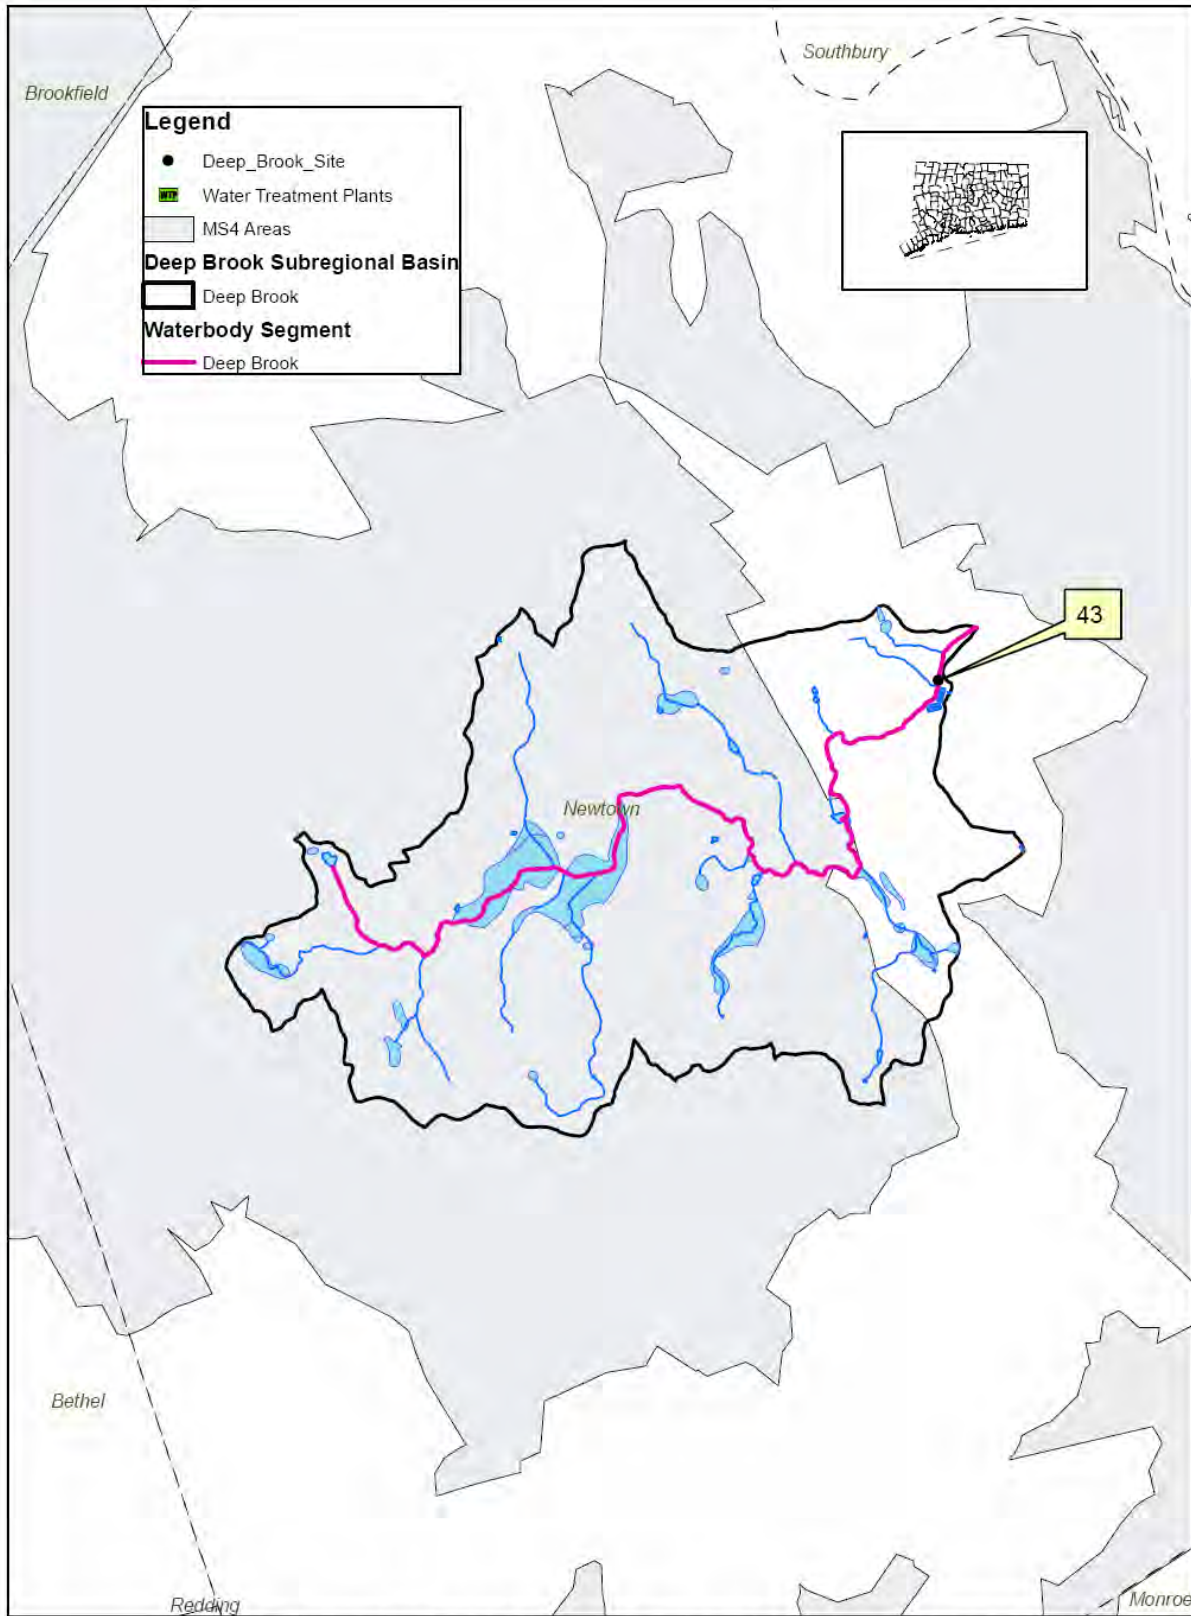 Southbury
Brookfield
Legend
Deep_Brook_Site
WTP
Water Treatment Plants
MS4 Areas
Deep Brook Subregional Basin
Deep Brook
Waterbody Segment
Deep Brook
43
Newtown
Bethel
Redding
Monroe